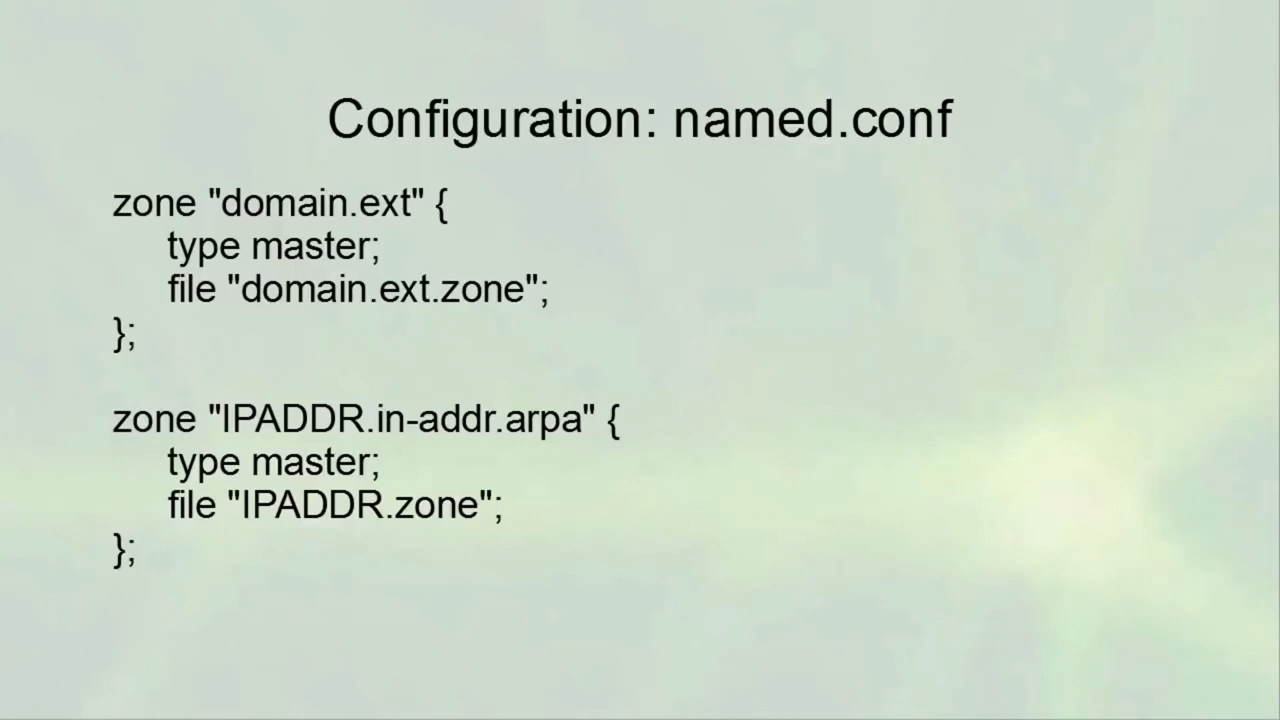 Configuration: named.conf
zone "domain.ext" {
type master;
file "domain.ext.zone";
};
zone "IPADDR.in-addr.arpa" {
type master;
file "IPADDR.zone";
};